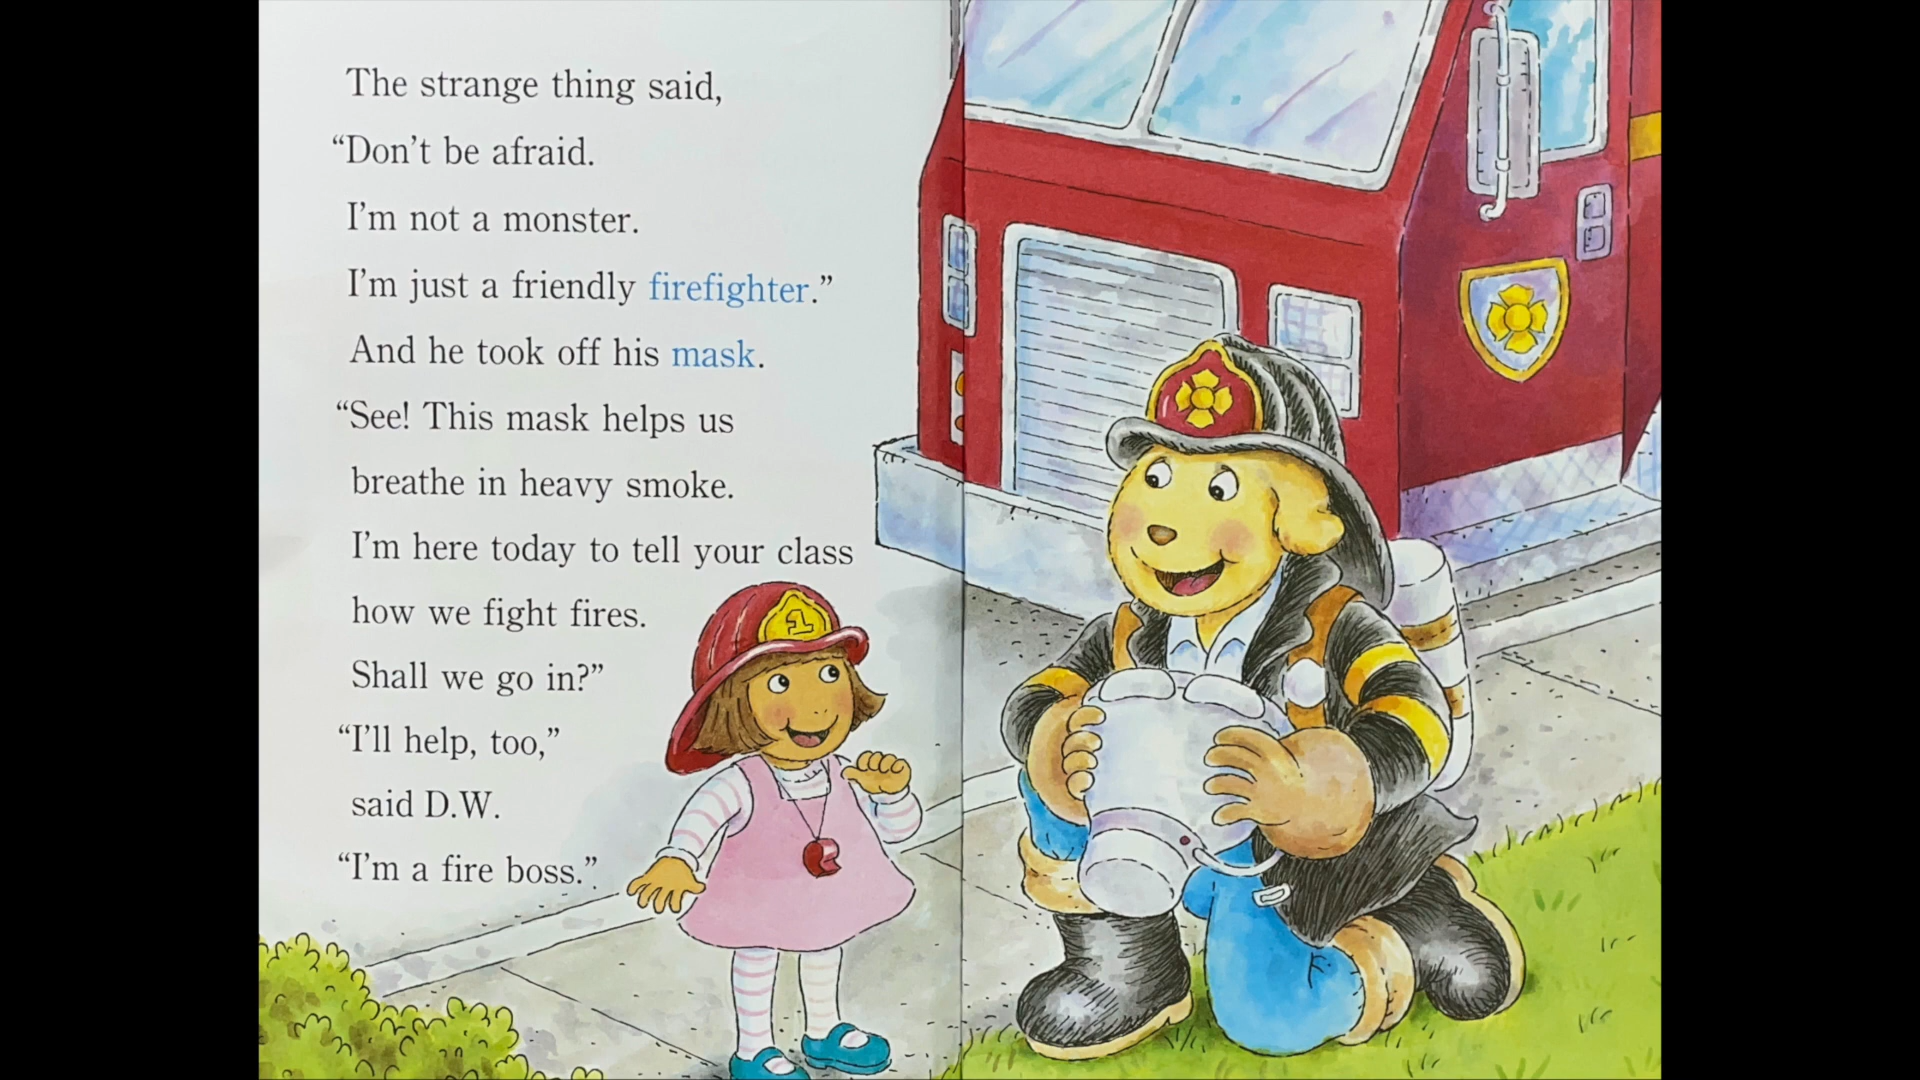 The strange thing said,
“Don’t be afraid.
I’m not a monster.
I’m just a friendly firefighter.”
And he took off his mask.
“See! This mask helps us
breathe in heavy smoke.
I’m here today to tell your class
how we fight fires.
Shall we go in?”
“I’ll help, too,”
said D.W.
“I’m a fire boss.”
1